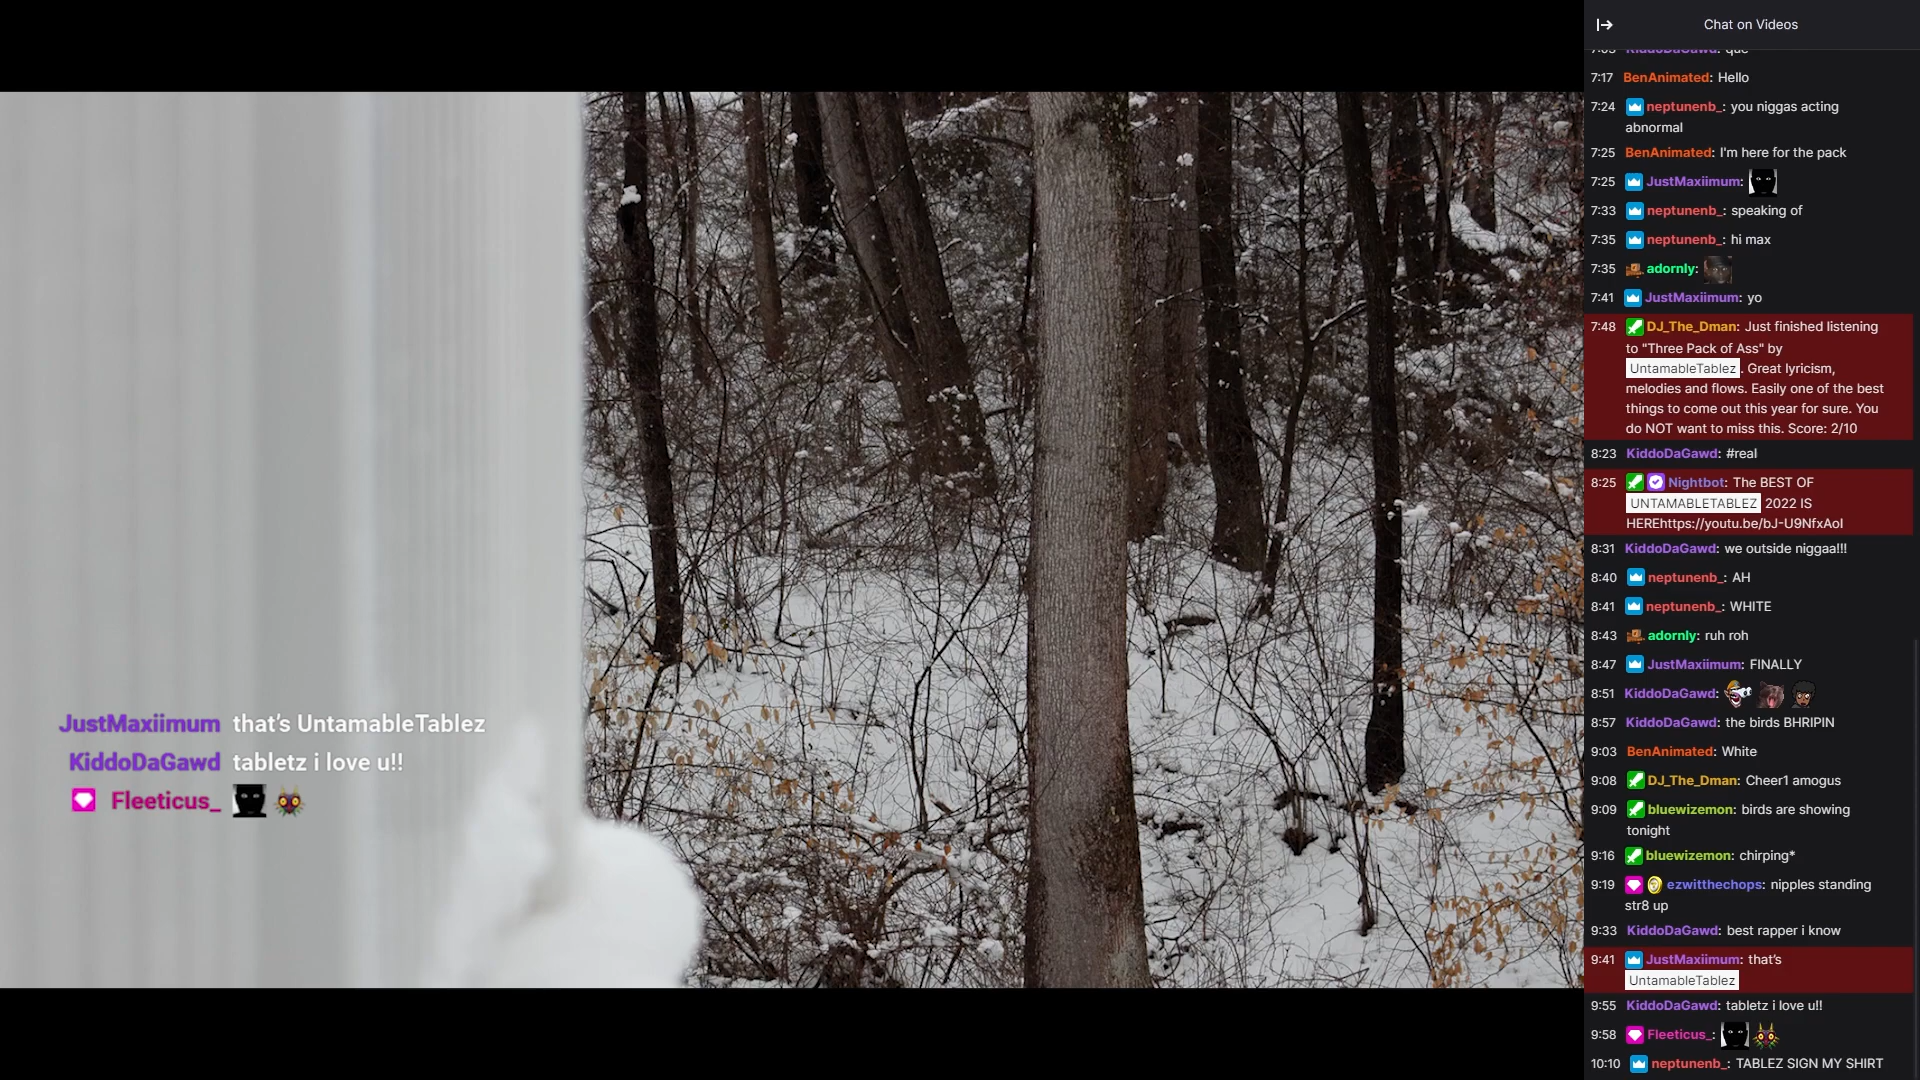 JustMaxiimum that's UntamableTablez
KiddoDaGawd tabletz i love u!!
Fleeticus_
Chat on Videos
7:05 KiddoDaGawd: que
7:17 BenAnimated: Hello
7:24 neptunenb_: you niggas acting
abnormal
7:25 BenAnimated: I'm here for the pack
7:25 JustMaxiimum:
7:33 neptunenb_: speaking of
7:35 neptunenb_: hi max
7:35 adornly:
7:41 JustMaxiimum: yo
7:48 DJ_The_Dman: Just finished listening
to "Three Pack of Ass" by
UntamableTablez. Great lyricism,
melodies and flows. Easily one of the best
things to come out this year for sure. You
do NOT want to miss this. Score: 2/10
8:23 KiddoDaGawd: #real
8:25 Nightbot: The BEST OF
UNTAMABLETABLEZ 2022 IS
HEREhttps://youtu.be/bJ-U9NfxAoI
8:31 KiddoDaGawd: we outside niggaa!!!
8:40 neptunenb_: AH
8:41 neptunenb_: WHITE
8:43 adornly: ruh roh
8:47 JustMaxiimum: FINALLY
8:51 KiddoDaGawd:
8:57 KiddoDaGawd: the birds BHRIPIN
9:03 BenAnimated: White
9:08 DJ_The_Dman: Cheer1 amogus
9:09 bluewizemon: birds are showing
tonight
9:16 bluewizemon: chirping*
9:19 ezwitthechops: nipples standing
str8 up
9:33 KiddoDaGawd: best rapper i know
9:41 JustMaxiimum: that's
UntamableTablez
9:55 KiddoDaGawd: tabletz i love u!!
9:58 Fleeticus_:
10:10 neptunenb_: TABLEZ SIGN MY SHIRT